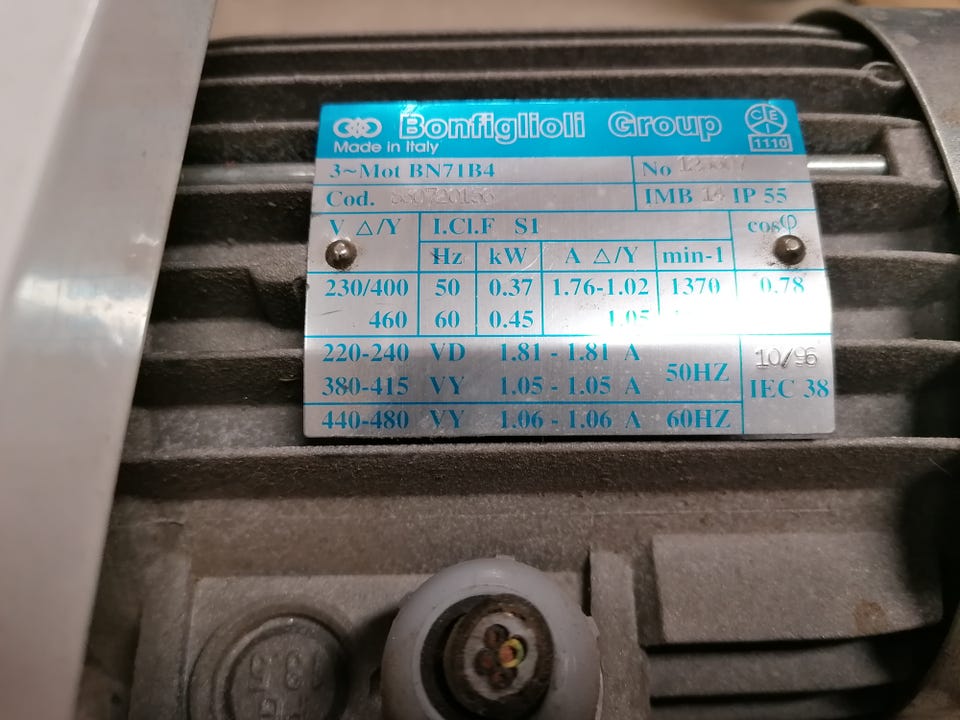 Bonfiglioli Group
Made in Italy
CEI
1110
3~Mot BN71B4 No
Cod.
IMB 14 IP 55
V △/Y I.Cl.F S1 cosφ
Hz kW A △/Y min-1
230/400 50 0.37 1.76-1.02 1370 0.78
460 60 0.45 1.05
220-240 VD 1.81 - 1.81 A
380-415 VY 1.05 - 1.05 A 50HZ
440-480 VY 1.06 - 1.06 A 60HZ
10/96
IEC 38